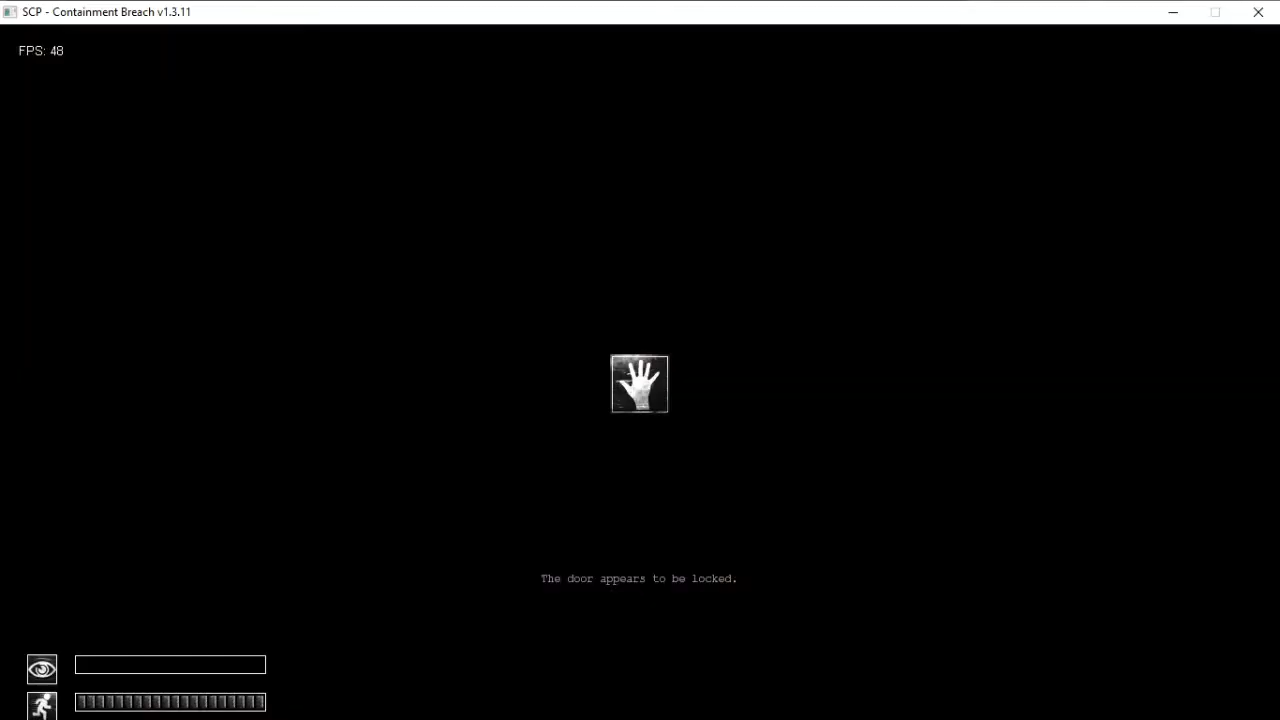 SCP - Containment Breach v1.3.11
FPS: 48
The door appears to be locked.